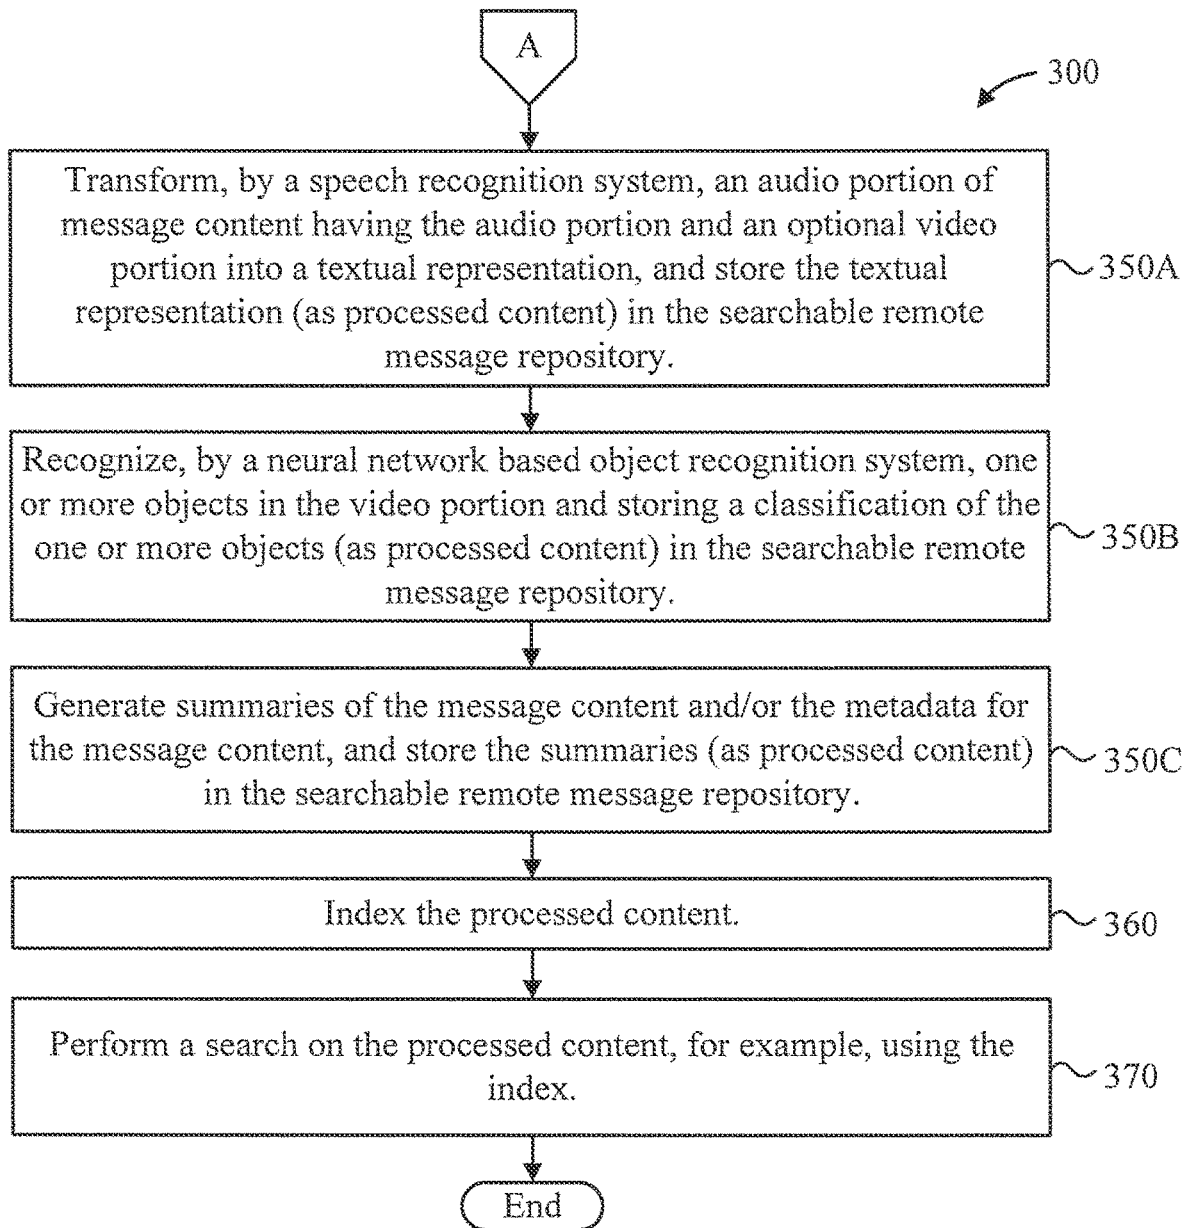 A
300
Transform, by a speech recognition system, an audio portion of
message content having the audio portion and an optional video
portion into a textual representation, and store the textual
representation (as processed content) in the searchable remote
message repository.
350A
Recognize, by a neural network based object recognition system, one
or more objects in the video portion and storing a classification of the
one or more objects (as processed content) in the searchable remote
message repository.
350B
Generate summaries of the message content and/or the metadata for
the message content, and store the summaries (as processed content)
in the searchable remote message repository.
350C
Index the processed content.
360
Perform a search on the processed content, for example, using the
index.
370
End